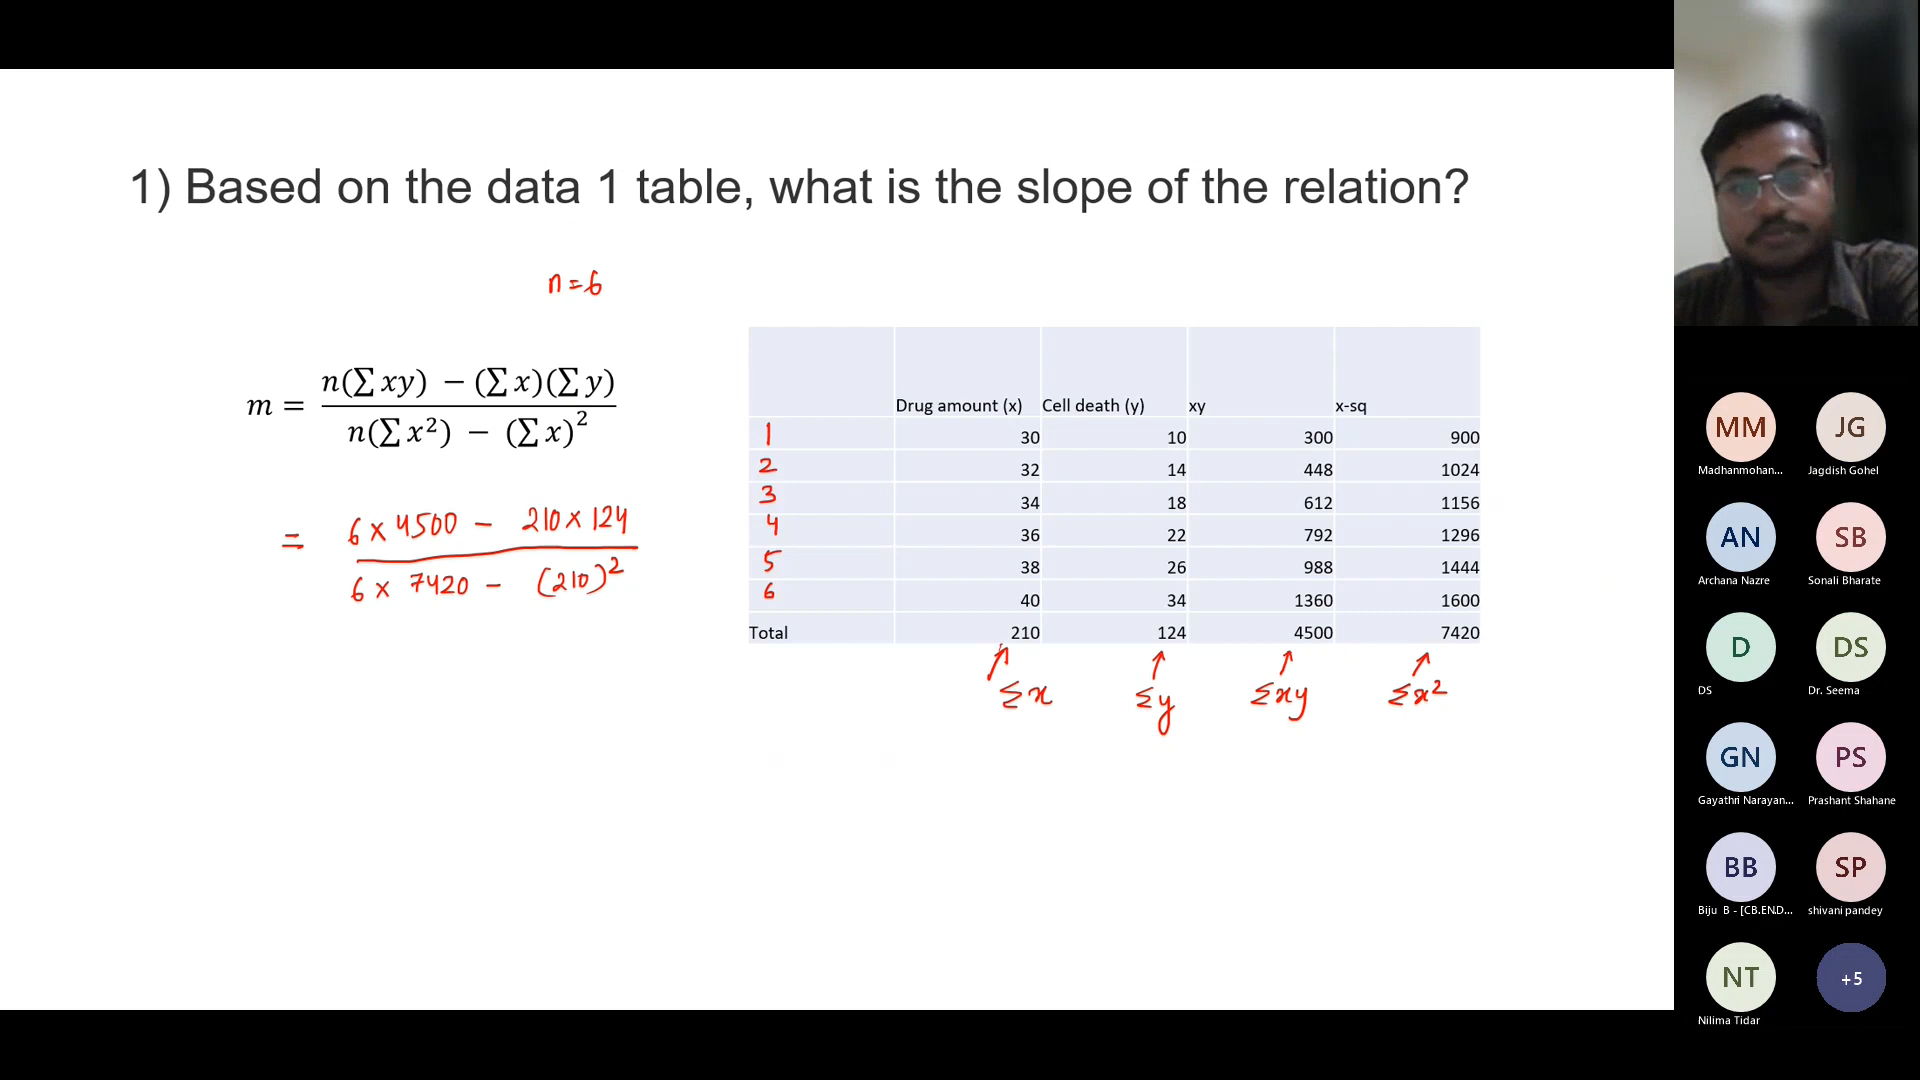 1) Based on the data 1 table, what is the slope of the relation?
n = 6
m = n(∑xy) − (∑x)(∑y) / n(∑x²) − (∑x)²
= 6 × 4500 − 210 × 124 / 6 × 7420 − (210)²
Drug amount (x) Cell death (y) xy x-sq
1 30 10 300 900
2 32 14 448 1024
3 34 18 612 1156
4 36 22 792 1296
5 38 26 988 1444
6 40 34 1360 1600
Total 210 124 4500 7420
∑x ∑y ∑xy ∑x²
MM JG
Madhanmohan... Jagdish Gohel
AN SB
Archana Nazre Sonali Bharate
D DS
DS Dr. Seema
GN PS
Gayathri Narayan... Prashant Shahane
BB SP
Biju B - [CB.EN.D... shivani pandey
NT +5
Nilima Tidar